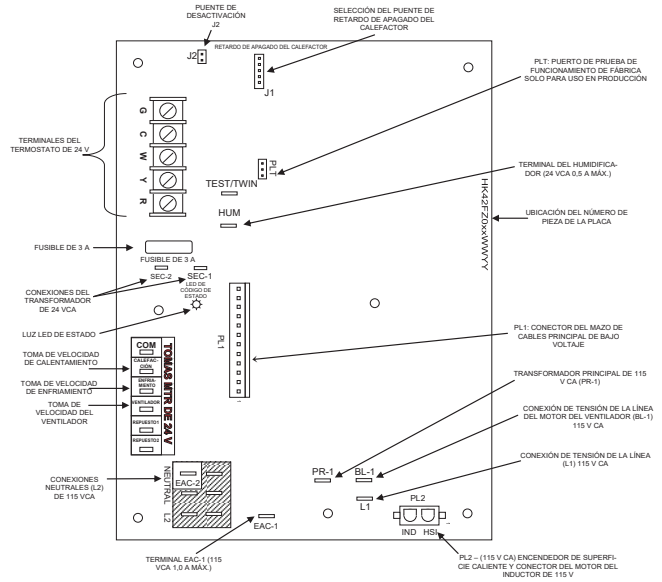 PUENTE DE
DESACTIVACIÓN
J2
SELECCIÓN DEL PUENTE DE
RETARDO DE APAGADO DEL
CALEFACTOR
RETARDO DE APAGADO DEL CALEFACTOR
J2
J1
PLT: PUERTO DE PRUEBA DE
FUNCIONAMIENTO DE FÁBRICA
SOLO PARA USO EN PRODUCCIÓN
TERMINALES DEL
TERMOSTATO DE 24 V
G
C
W
Y
R
PLT
TEST/TWIN
HUM
TERMINAL DEL HUMIDIFICA-
DOR (24 VCA 0,5 A MÁX.)
HK42FZ0xxWWYY
UBICACIÓN DEL NÚMERO DE
PIEZA DE LA PLACA
FUSIBLE DE 3 A
FUSIBLE DE 3 A
SEC-2
SEC-1
LED DE
CÓDIGO DE
ESTADO
CONEXIONES DEL
TRANSFORMADOR
DE 24 VCA
LUZ LED DE ESTADO
PL1
PL1: CONECTOR DEL MAZO DE
CABLES PRINCIPAL DE BAJO
VOLTAJE
COM
CALEFAC-
CIÓN
ENFRIA-
MIENTO
VENTILADOR
REPUESTO1
REPUESTO2
TOMAS MTR DE 24 V
TOMA DE VELOCIDAD
DE CALENTAMIENTO
TOMA DE VELOCIDAD
DE ENFRIAMIENTO
TOMA DE
VELOCIDAD DEL
VENTILADOR
TRANSFORMADOR PRINCIPAL DE 115
V CA (PR-1)
CONEXIÓN DE TENSIÓN DE LA LÍNEA
DEL MOTOR DEL VENTILADOR (BL-1)
115 V CA
CONEXIÓN DE TENSIÓN DE LA LÍNEA
(L1) 115 V CA
CONEXIONES
NEUTRALES (L2)
DE 115 VCA
NEUTRAL L2
EAC-2
PR-1
BL-1
L1
PL2
IND HSI
EAC-1
TERMINAL EAC-1 (115
VCA 1,0 A MÁX.)
PL2 – (115 V CA) ENCENDEDOR DE SUPERFI-
CIE CALIENTE Y CONECTOR DEL MOTOR DEL
INDUCTOR DE 115 V